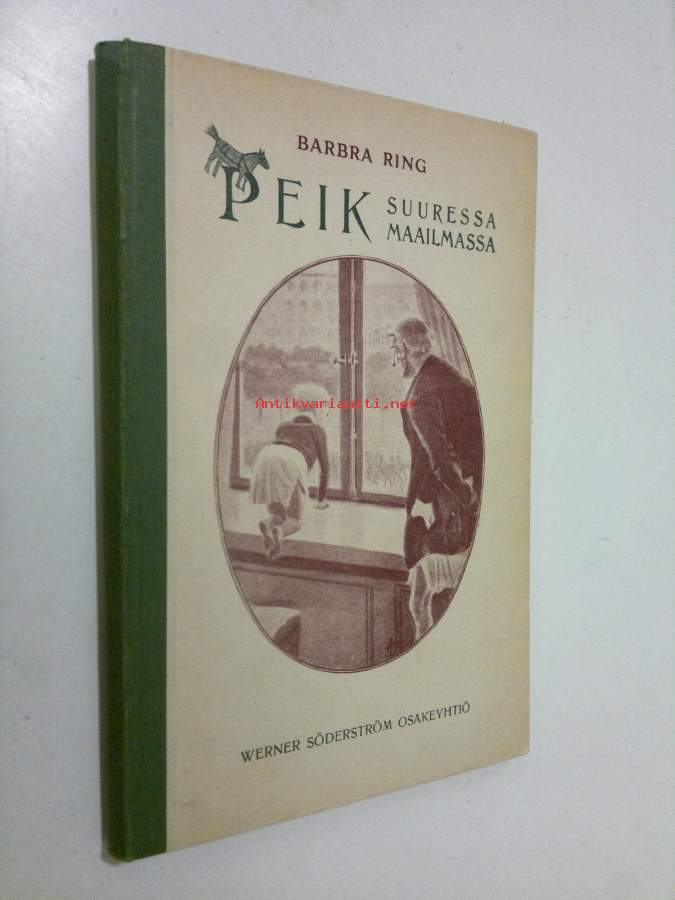 BARBRA RING
PEIK SUURESSA
MAAILMASSA
Antikvariaatti.net
WERNER SÖDERSTRÖM OSAKEYHTIÖ